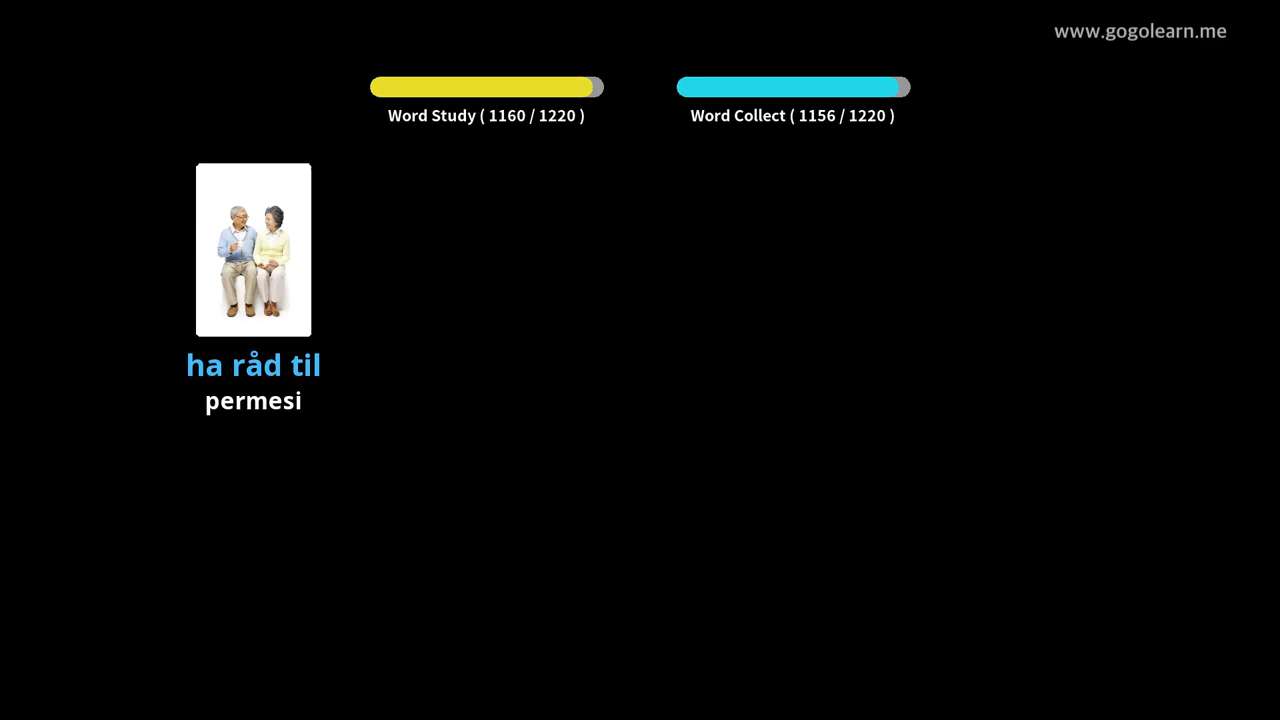 www.gogolearn.me
Word Study ( 1160 / 1220 )
Word Collect ( 1156 / 1220 )
ha råd til
permesi